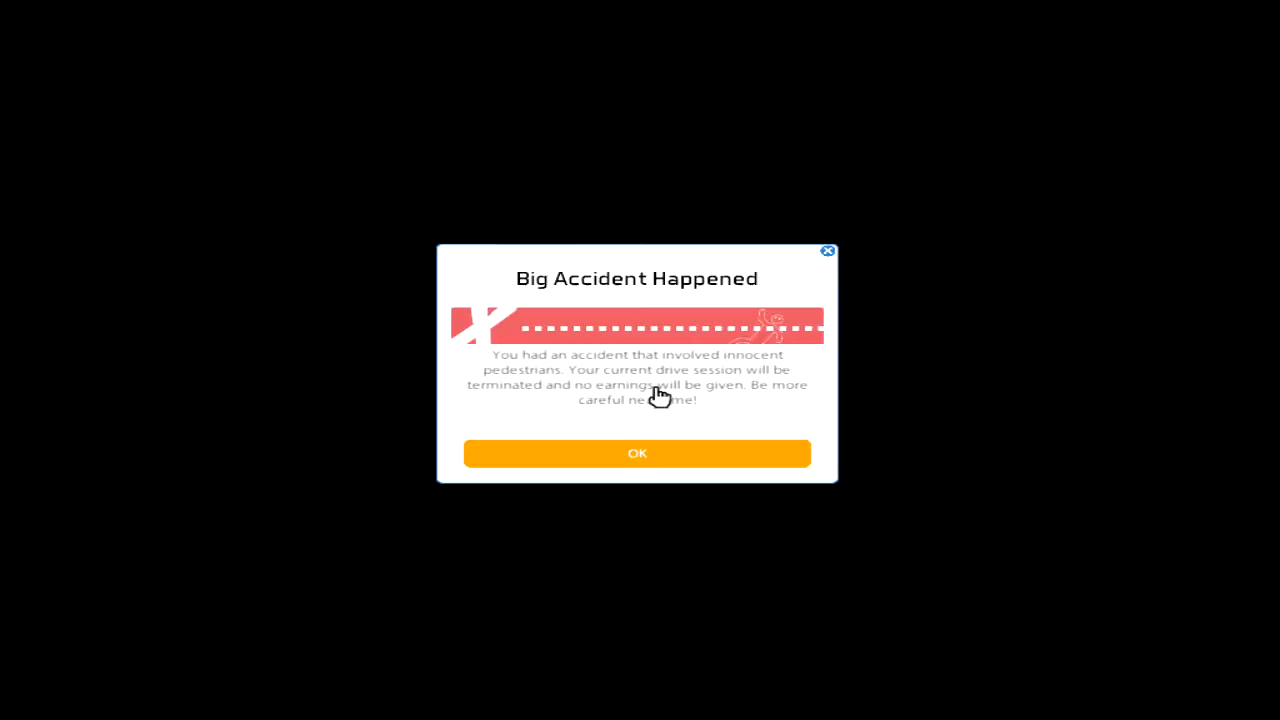 Big Accident Happened
You had an accident that involved innocent
pedestrians. Your current drive session will be
terminated and no earnings will be given. Be more
careful me!
OK